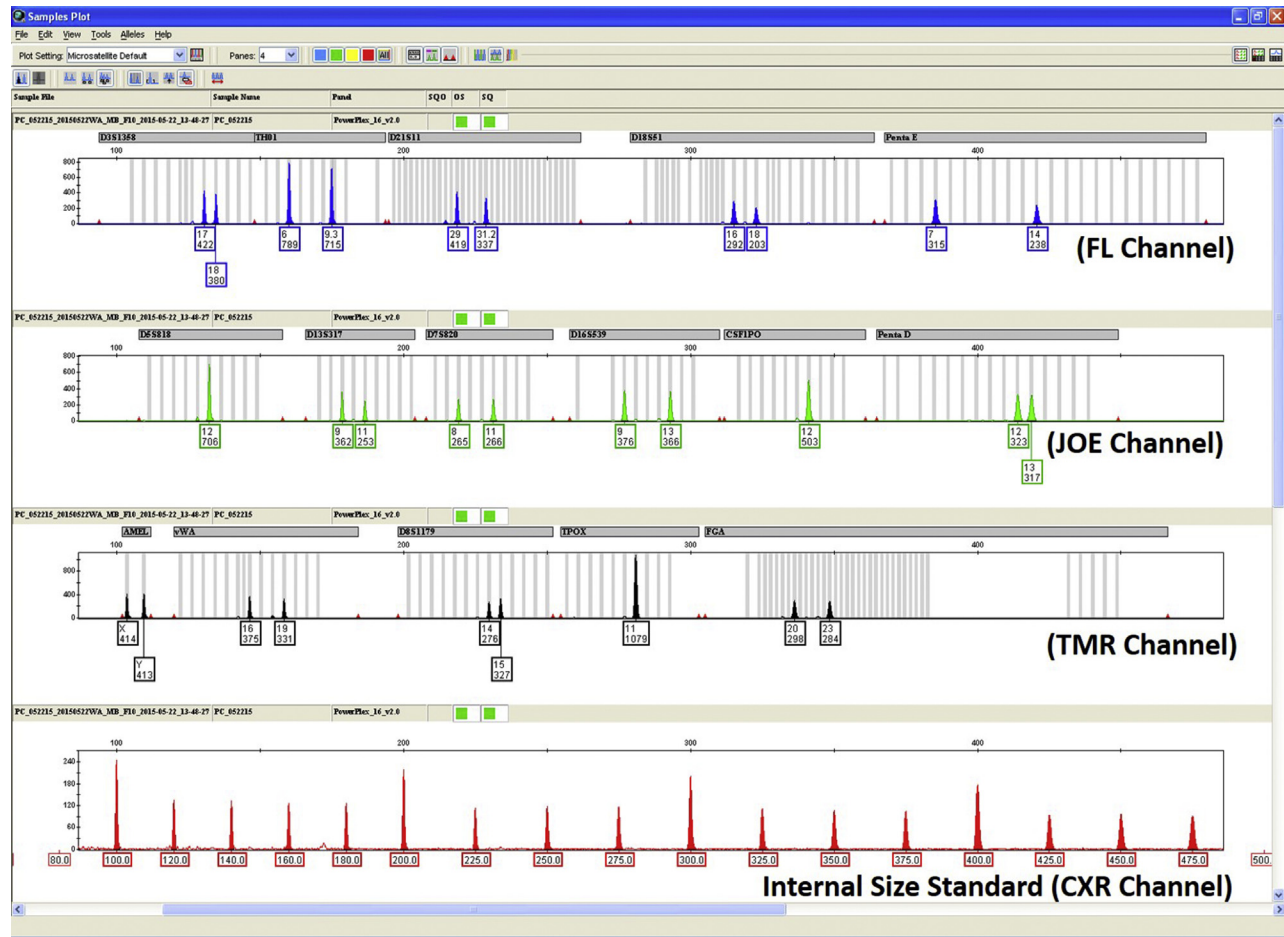 Samples Plot
File Edit View Tools Alleles Help
Plot Setting: Microsatellite Default Panes: 4 All
Sample File Sample Name Panel SQO OS SQ
PC_052215_20150522WA_MB_F10_2015-05-22_13-48-27 PC_052215 PowerPlex_16_v2.0
D3S1358 TH01 D21S11 D18S51 Penta E
100 200 300 400
800
600
400
200
0
17 6 9.3 29 31.2 16 18 7 14
422 789 715 419 337 292 203 315 238
18
380
(FL Channel)
PC_052215_20150522WA_MB_F10_2015-05-22_13-48-27 PC_052215 PowerPlex_16_v2.0
D5S818 D13S317 D7S820 D16S539 CSF1PO Penta D
100 200 300 400
800
600
400
200
0
12 9 11 8 11 9 13 12 12
706 362 253 265 266 376 366 503 323
13
317
(JOE Channel)
PC_052215_20150522WA_MB_F10_2015-05-22_13-48-27 PC_052215 PowerPlex_16_v2.0
AMEL vWA D8S1179 TPOX FGA
100 200 300 400
800
400
0
X 16 19 14 11 20 23
414 375 331 276 1079 298 284
Y 15
413 327
(TMR Channel)
PC_052215_20150522WA_MB_F10_2015-05-22_13-48-27 PC_052215 PowerPlex_16_v2.0
100 200 300 400
240
180
120
60
0
80.0 100.0 120.0 140.0 160.0 180.0 200.0 225.0 250.0 275.0 300.0 325.0 350.0 375.0 400.0 425.0 450.0 475.0 500.
Internal Size Standard (CXR Channel)